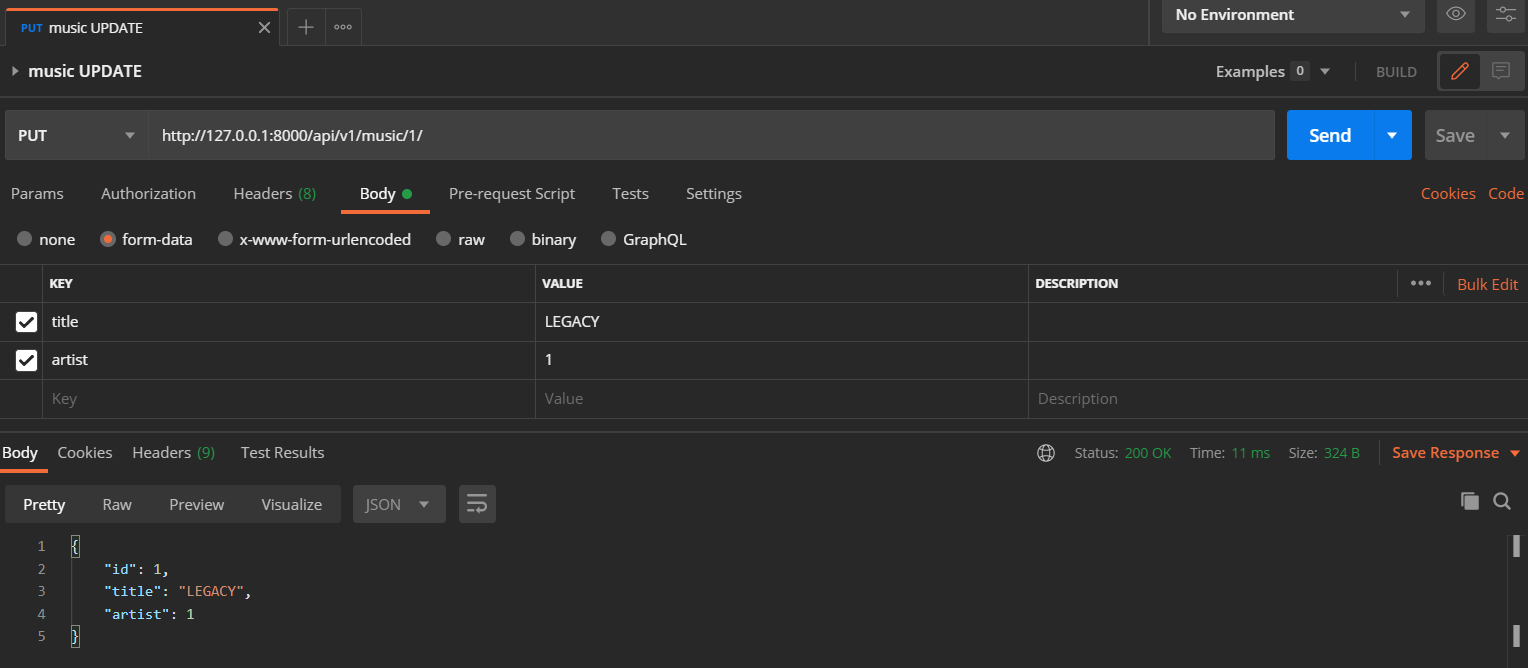 PUT music UPDATE
No Environment
music UPDATE
Examples 0
BUILD
PUT
http://127.0.0.1:8000/api/v1/music/1/
Send
Save
Params Authorization Headers (8) Body Pre-request Script Tests Settings Cookies Code
none form-data x-www-form-urlencoded raw binary GraphQL
KEY VALUE DESCRIPTION Bulk Edit
title LEGACY
artist 1
Key Value Description
Body Cookies Headers (9) Test Results Status: 200 OK Time: 11 ms Size: 324 B Save Response
Pretty Raw Preview Visualize JSON
1 {
2 "id": 1,
3 "title": "LEGACY",
4 "artist": 1
5 }